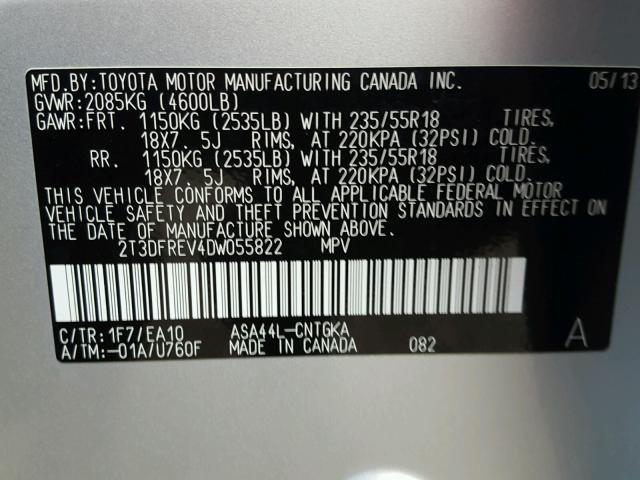 MFD.BY:TOYOTA MOTOR MANUFACTURING CANADA INC. 05/13
GVWR:2085KG (4600LB)
GAWR:FRT. 1150KG (2535LB) WITH 235/55R18 TIRES,
18X7.5J RIMS, AT 220KPA (32PSI) COLD.
RR. 1150KG (2535LB) WITH 235/55R18 TIRES,
18X7.5J RIMS, AT 220KPA (32PSI) COLD.
THIS VEHICLE CONFORMS TO ALL APPLICABLE FEDERAL MOTOR
VEHICLE SAFETY AND THEFT PREVENTION STANDARDS IN EFFECT ON
THE DATE OF MANUFACTURE SHOWN ABOVE.
2T3DFREV4DW055822 MPV
C/TR:1F7/EA10 ASA44L-CNTGKA
A/TM:-01A/U760F MADE IN CANADA 082 A